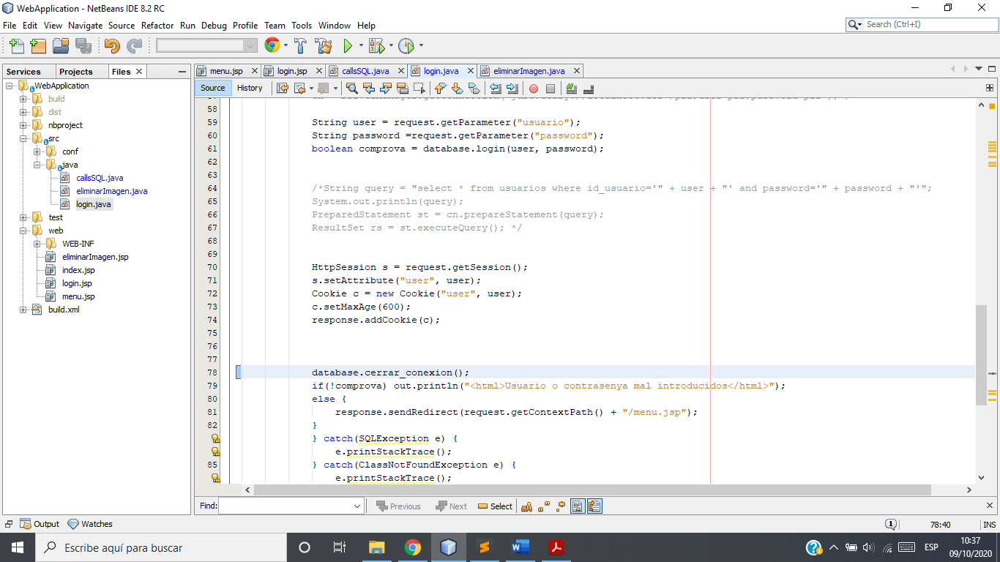 WebApplication - NetBeans IDE 8.2 RC
File Edit View Navigate Source Refactor Run Debug Profile Team Tools Window Help
Search (Ctrl+I)
Services Projects Files
menu.jsp login.jsp callsSQL.java login.java eliminarImagen.java
Source History
WebApplication
build
dist
nbproject
src
conf
java
callsSQL.java
eliminarImagen.java
login.java
test
web
WEB-INF
eliminarImagen.jsp
index.jsp
login.jsp
menu.jsp
build.xml
58
59 String user = request.getParameter("usuario");
60 String password =request.getParameter("password");
61 boolean comprova = database.login(user, password);
62
63
64 /*String query = "select * from usuarios where id_usuario='" + user + "' and password='" + password + "'";
65 System.out.println(query);
66 PreparedStatement st = cn.prepareStatement(query);
67 ResultSet rs = st.executeQuery(); */
68
69
70 HttpSession s = request.getSession();
71 s.setAttribute("user", user);
72 Cookie c = new Cookie("user", user);
73 c.setMaxAge(600);
74 response.addCookie(c);
75
76
77
78 database.cerrar_conexion();
79 if(!comprova) out.println("<html>Usuario o contrasenya mal introducidos</html>");
80 else {
81 response.sendRedirect(request.getContextPath() + "/menu.jsp");
82 }
} catch(SQLException e) {
e.printStackTrace();
85 } catch(ClassNotFoundException e) {
e.printStackTrace();
Find: Previous Next Select
Output Watches
1 78:40 INS
Escribe aquí para buscar
ESP
10:37
09/10/2020